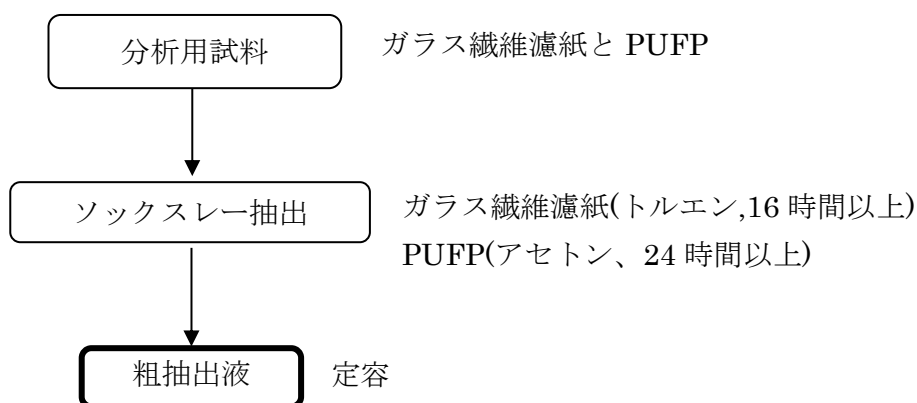 分析用試料
ガラス繊維濾紙と PUFP
ソックスレー抽出
ガラス繊維濾紙(トルエン,16 時間以上)
PUFP(アセトン、24 時間以上)
粗抽出液
定容